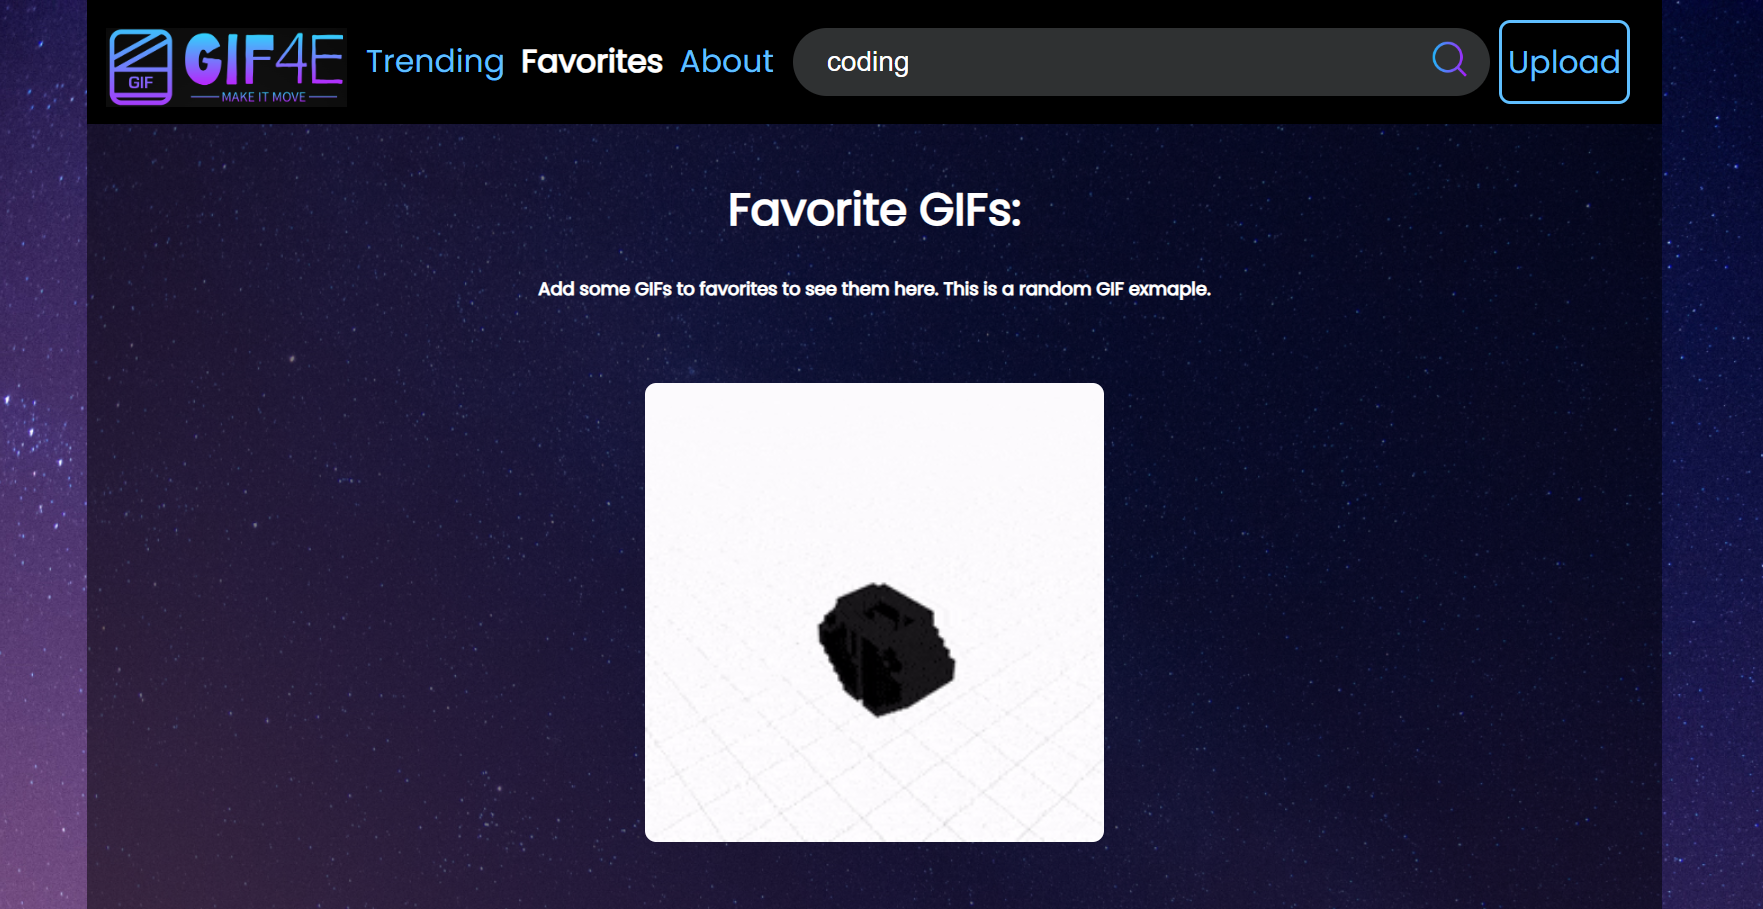 GIF
GIF4E
MAKE IT MOVE
Trending
Favorites
About
coding
Upload
Favorite GIFs:
Add some GIFs to favorites to see them here. This is a random GIF exmaple.